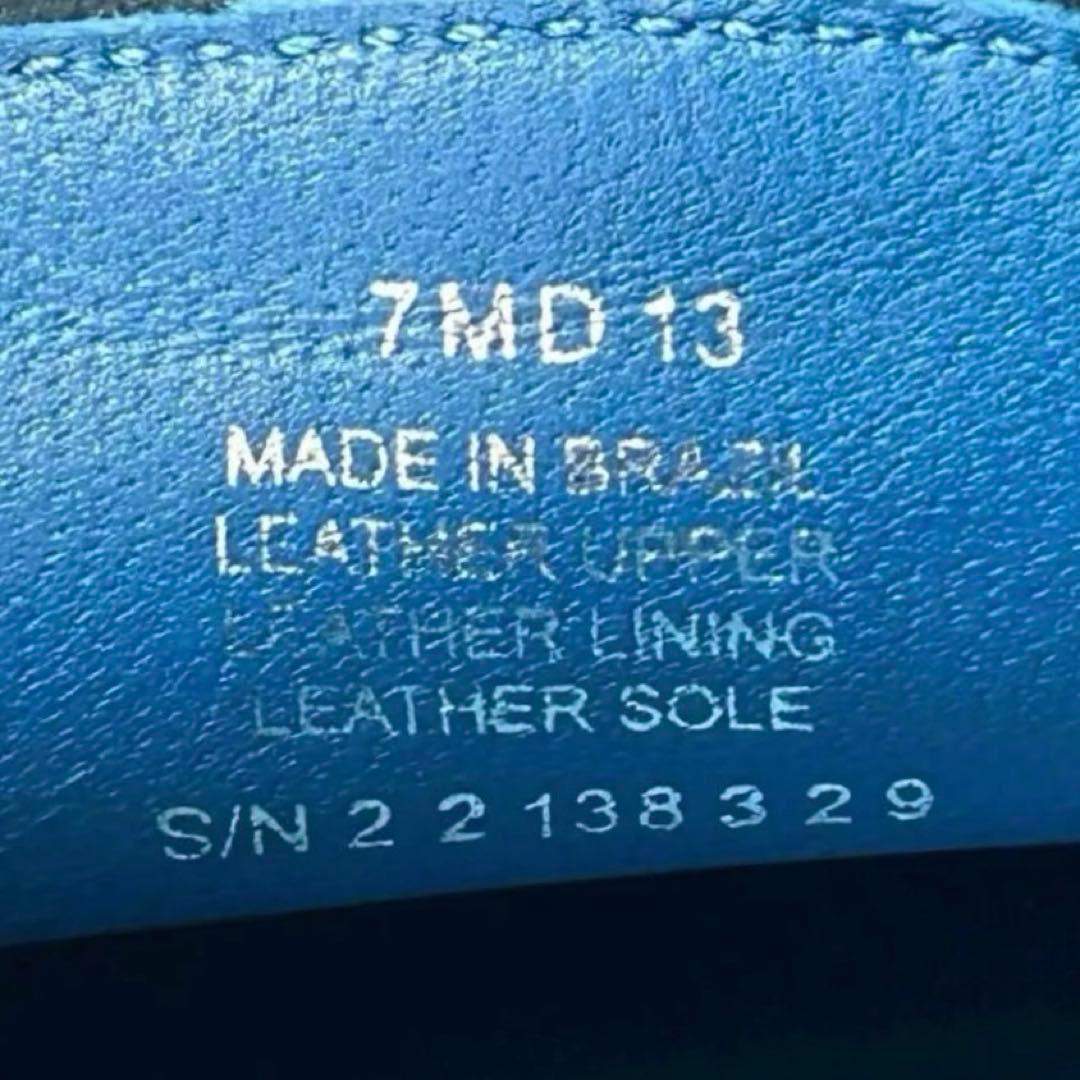 7MD 13
MADE IN BRAZIL
LEATHER UPPER
LEATHER LINING
LEATHER SOLE
S/N 2 2 138 3 2 9